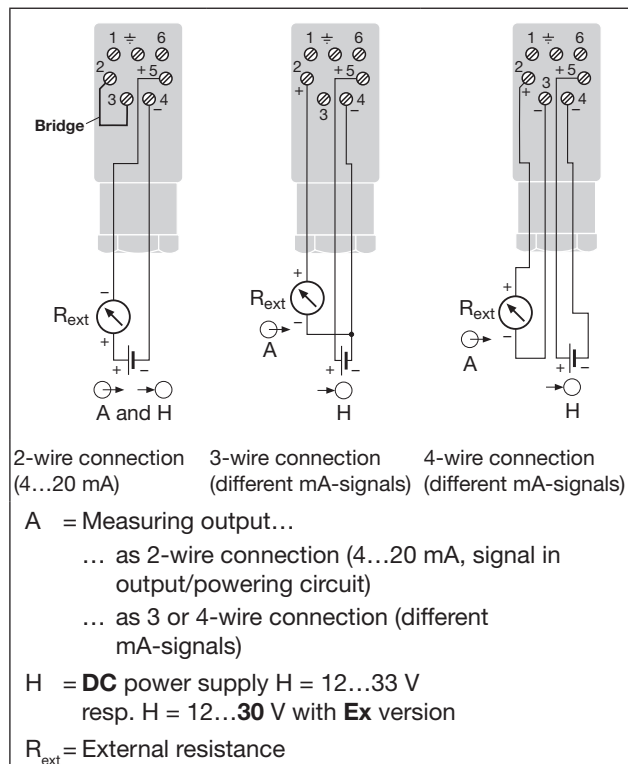 1 ⏚ 6
2 + 5
3 4
−
Bridge
−
R_ext
+
+ −
A and H
1 ⏚ 6
2 + 5
+
3 4
−
+
R_ext
−
A
+ −
H
1 ⏚ 6
2 + 5
+
3 4
− −
+
R_ext
−
A
+ −
H
2-wire connection
(4…20 mA)
3-wire connection
(different mA-signals)
4-wire connection
(different mA-signals)
A = Measuring output…
… as 2-wire connection (4…20 mA, signal in
output/powering circuit)
… as 3 or 4-wire connection (different
mA-signals)
H = DC power supply H = 12…33 V
resp. H = 12…30 V with Ex version
R_ext = External resistance